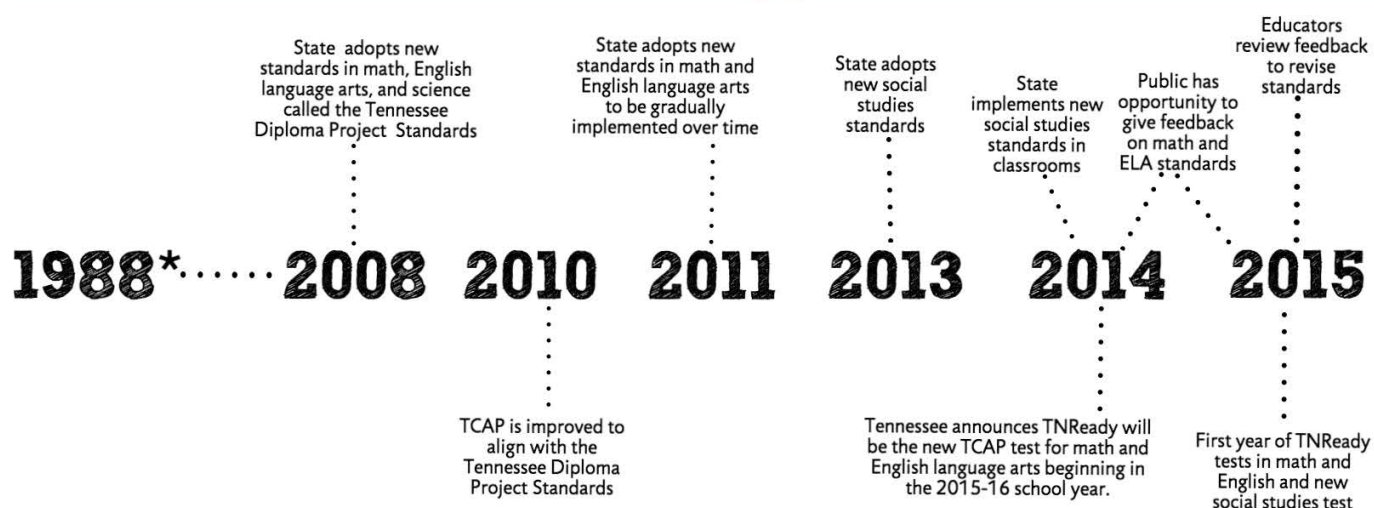 State adopts new
standards in math, English
language arts, and science
called the Tennessee
Diploma Project Standards
State adopts new
standards in math and
English language arts
to be gradually
implemented over time
State adopts
new social
studies
standards
State
implements new
social studies
standards in
classrooms
Public has
opportunity to
give feedback
on math and
ELA standards
Educators
review feedback
to revise
standards
1988* 2008 2010 2011 2013 2014 2015
TCAP is improved to
align with the
Tennessee Diploma
Project Standards
Tennessee announces TNReady will
be the new TCAP test for math and
English language arts beginning in
the 2015-16 school year.
First year of TNReady
tests in math and
English and new
social studies test